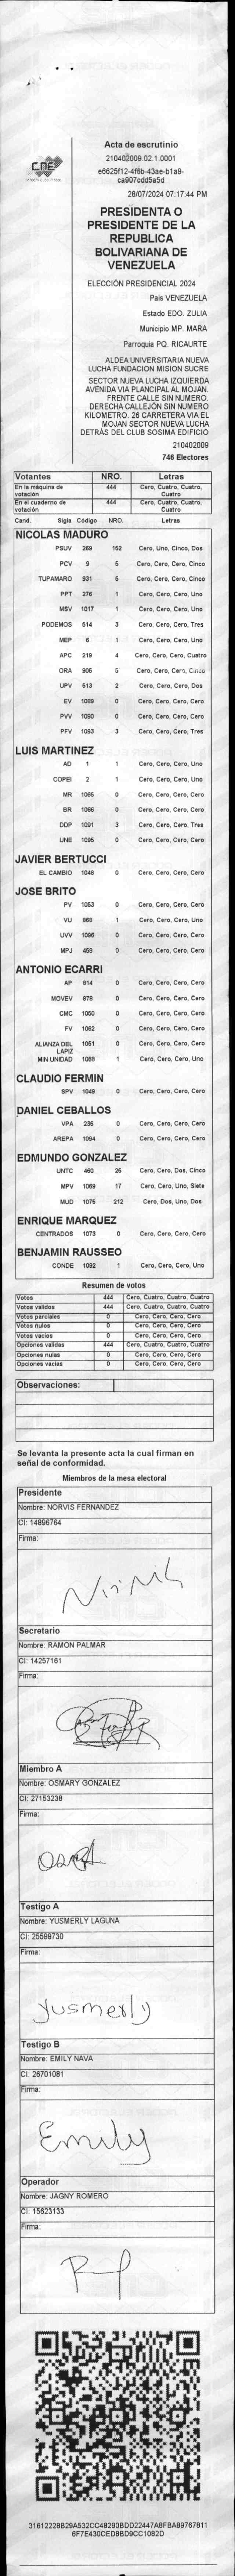 CNE
Acta de escrutinio
210402009.02.1.0001
e6625f12-4f6b-43ae-b1a9-
ca907cdd5a5d
28/07/2024 07:17:44 PM
PRESIDENTA O
PRESIDENTE DE LA
REPUBLICA
BOLIVARIANA DE
VENEZUELA
ELECCIÓN PRESIDENCIAL 2024
Pais VENEZUELA
Estado EDO. ZULIA
Municipio MP. MARA
Parroquia PQ. RICAURTE
ALDEA UNIVERSITARIA NUEVA
LUCHA FUNDACION MISION SUCRE
SECTOR NUEVA LUCHA IZQUIERDA
AVENIDA VIA PLANCIPAL AL MOJAN.
FRENTE CALLE SIN NUMERO.
DERECHA CALLEJÓN SIN NUMERO
KILOMETRO. 26 CARRETERA VIA EL
MOJAN SECTOR NUEVA LUCHA
DETRÁS DEL CLUB SOSIMA EDIFICIO
210402009
746 Electores
Votantes NRO. Letras
En la máquina de votación 444 Cero, Cuatro, Cuatro, Cuatro
En el cuaderno de votación 444 Cero, Cuatro, Cuatro, Cuatro
Cand. Sigla Código NRO. Letras
NICOLAS MADURO
PSUV 269 152 Cero, Uno, Cinco, Dos
PCV 9 5 Cero, Cero, Cero, Cinco
TUPAMARO 931 5 Cero, Cero, Cero, Cinco
PPT 276 1 Cero, Cero, Cero, Uno
MSV 1017 1 Cero, Cero, Cero, Uno
PODEMOS 514 3 Cero, Cero, Cero, Tres
MEP 6 1 Cero, Cero, Cero, Uno
APC 219 4 Cero, Cero, Cero, Cuatro
ORA 906 5 Cero, Cero, Cero, Cinco
UPV 513 2 Cero, Cero, Cero, Dos
EV 1089 0 Cero, Cero, Cero, Cero
PVV 1090 0 Cero, Cero, Cero, Cero
PFV 1093 3 Cero, Cero, Cero, Tres
LUIS MARTINEZ
AD 1 1 Cero, Cero, Cero, Uno
COPEI 2 1 Cero, Cero, Cero, Uno
MR 1065 0 Cero, Cero, Cero, Cero
BR 1066 0 Cero, Cero, Cero, Cero
DDP 1091 3 Cero, Cero, Cero, Tres
UNE 1095 0 Cero, Cero, Cero, Cero
JAVIER BERTUCCI
EL CAMBIO 1048 0 Cero, Cero, Cero, Cero
JOSE BRITO
PV 1053 0 Cero, Cero, Cero, Cero
VU 868 1 Cero, Cero, Cero, Uno
UVV 1096 0 Cero, Cero, Cero, Cero
MPJ 458 0 Cero, Cero, Cero, Cero
ANTONIO ECARRI
AP 814 0 Cero, Cero, Cero, Cero
MOVEV 878 0 Cero, Cero, Cero, Cero
CMC 1050 0 Cero, Cero, Cero, Cero
FV 1062 0 Cero, Cero, Cero, Cero
ALIANZA DEL LAPIZ 1051 0 Cero, Cero, Cero, Cero
MIN UNIDAD 1068 1 Cero, Cero, Cero, Uno
CLAUDIO FERMIN
SPV 1049 0 Cero, Cero, Cero, Cero
DANIEL CEBALLOS
VPA 236 0 Cero, Cero, Cero, Cero
AREPA 1094 0 Cero, Cero, Cero, Cero
EDMUNDO GONZALEZ
UNTC 460 25 Cero, Cero, Dos, Cinco
MPV 1069 17 Cero, Cero, Uno, Siete
MUD 1075 212 Cero, Dos, Uno, Dos
ENRIQUE MARQUEZ
CENTRADOS 1073 0 Cero, Cero, Cero, Cero
BENJAMIN RAUSSEO
CONDE 1092 1 Cero, Cero, Cero, Uno
Resumen de votos
Votos 444 Cero, Cuatro, Cuatro, Cuatro
Votos validos 444 Cero, Cuatro, Cuatro, Cuatro
Votos parciales 0 Cero, Cero, Cero, Cero
Votos nulos 0 Cero, Cero, Cero, Cero
Votos vacios 0 Cero, Cero, Cero, Cero
Opciones validas 444 Cero, Cuatro, Cuatro, Cuatro
Opciones nulas 0 Cero, Cero, Cero, Cero
Opciones vacias 0 Cero, Cero, Cero, Cero
Observaciones:
Se levanta la presente acta la cual firman en
señal de conformidad.
Miembros de la mesa electoral
Presidente
Nombre: NORVIS FERNANDEZ
CI: 14896764
Firma:
Secretario
Nombre: RAMON PALMAR
CI: 14257161
Firma:
Miembro A
Nombre: OSMARY GONZALEZ
CI: 27153238
Firma:
Testigo A
Nombre: YUSMERLY LAGUNA
CI: 25599730
Firma:
Yusmerly
Testigo B
Nombre: EMILY NAVA
CI: 26701081
Firma:
Emily
Operador
Nombre: JAGNY ROMERO
CI: 15623133
Firma:
31612228B29A532CC48290BDD22447A8FBA89767811
6F7E430CED8BD9CC1082D